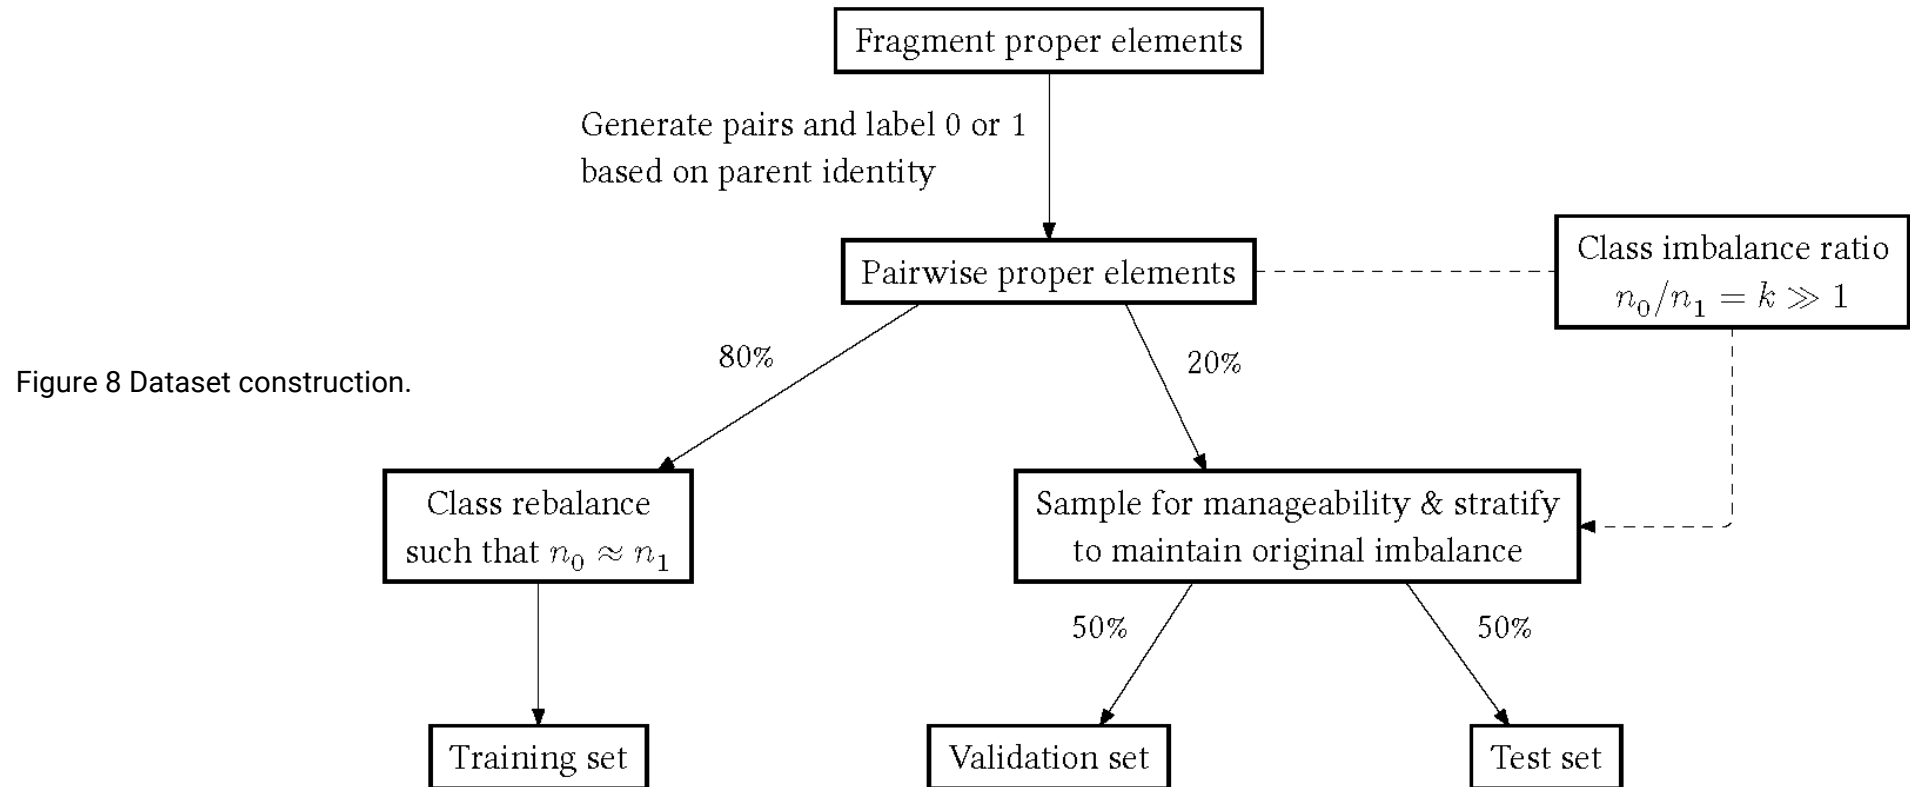 Fragment proper elements
Generate pairs and label 0 or 1
based on parent identity
Pairwise proper elements
Class imbalance ratio
n₀/n₁ = k ≫ 1
80%
20%
Figure 8 Dataset construction.
Class rebalance
such that n₀ ≈ n₁
Sample for manageability & stratify
to maintain original imbalance
50%
50%
Training set
Validation set
Test set